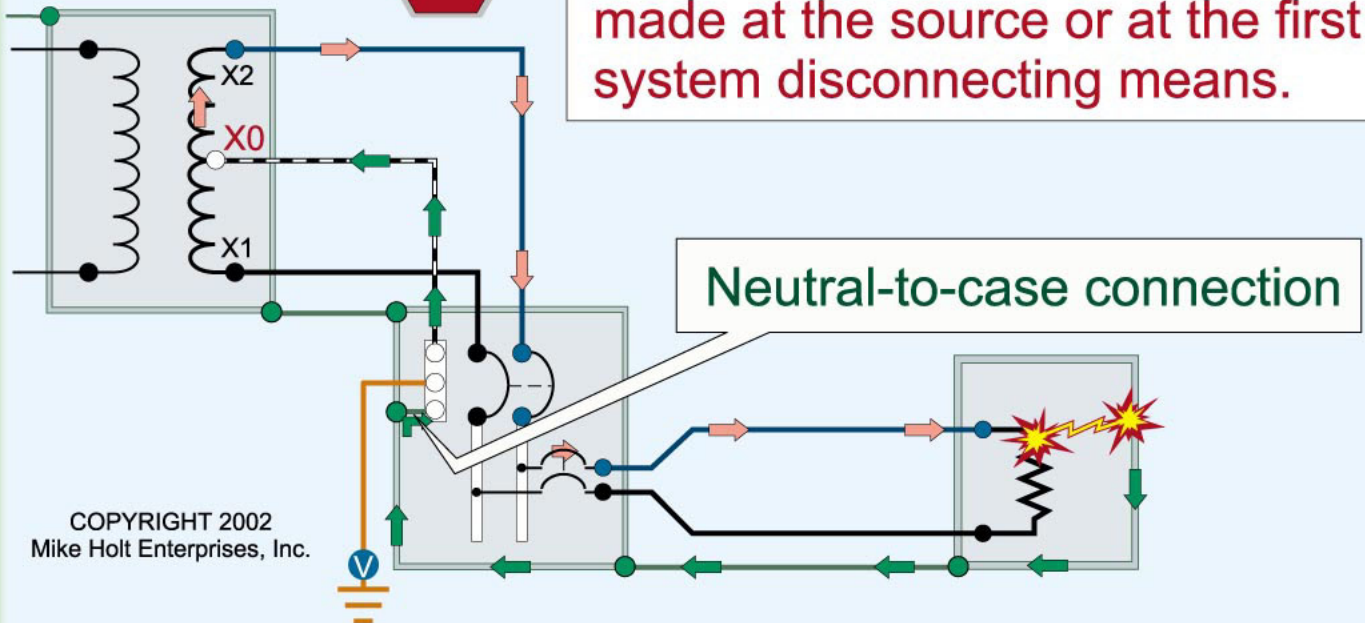 made at the source or at the first
system disconnecting means.
X2
X0
X1
Neutral-to-case connection
COPYRIGHT 2002
Mike Holt Enterprises, Inc.
V